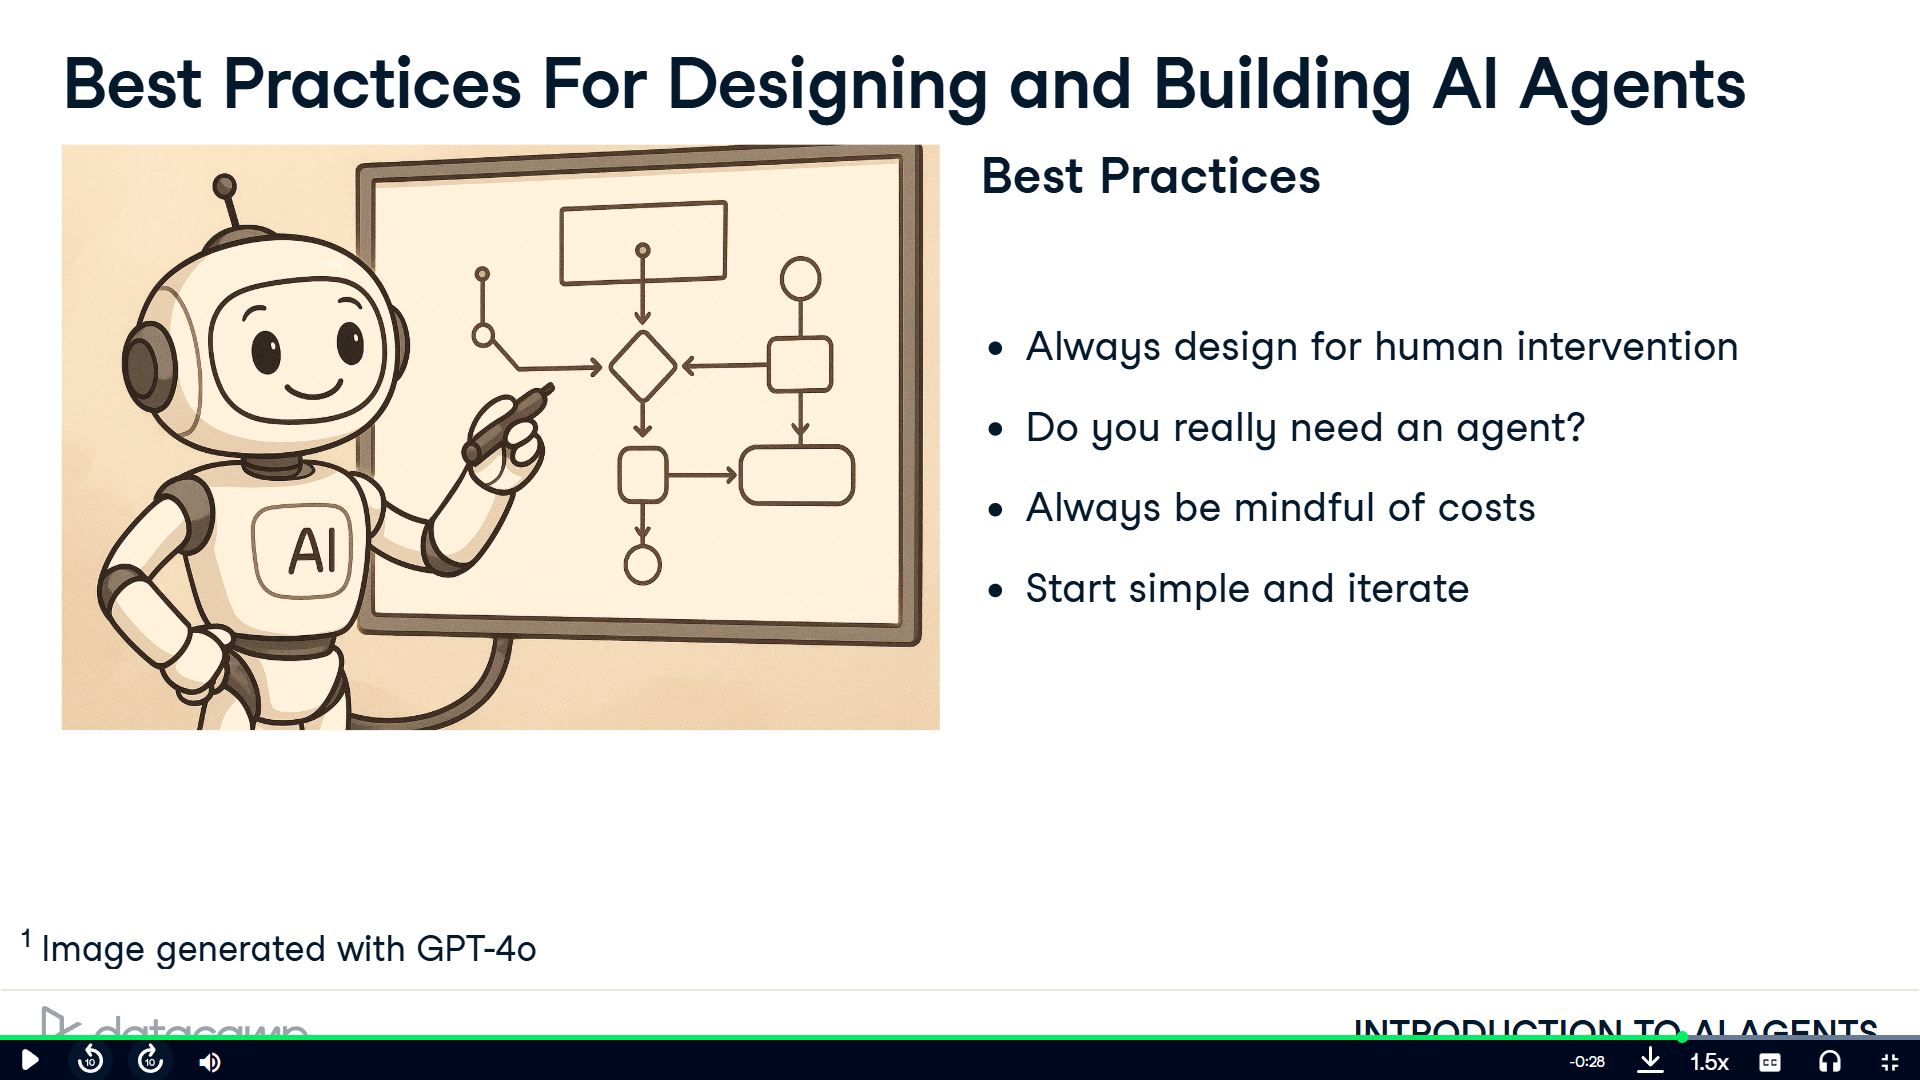 Best Practices For Designing and Building AI Agents
AI
Best Practices
• Always design for human intervention
• Do you really need an agent?
• Always be mindful of costs
• Start simple and iterate
1 Image generated with GPT-4o
datacamp
INTRODUCTION TO AI AGENTS
10
10
-0:28
1.5x
CC